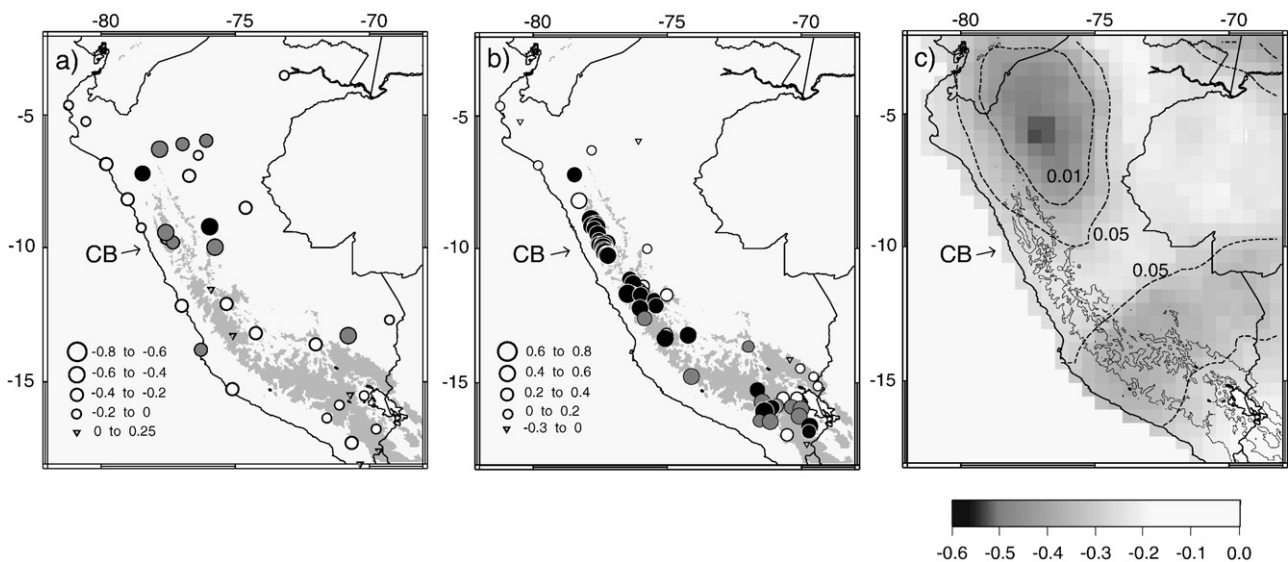 -80 -75 -70
-80 -75 -70
-80 -75 -70
a)
b)
c)
-5
-10
-15
-5
-10
-15
-5
-10
-15
CB
CB
CB
0.01
0.05
0.05
-0.8 to -0.6
-0.6 to -0.4
-0.4 to -0.2
-0.2 to 0
0 to 0.25
0.6 to 0.8
0.4 to 0.6
0.2 to 0.4
0 to 0.2
-0.3 to 0
-0.6 -0.5 -0.4 -0.3 -0.2 -0.1 0.0